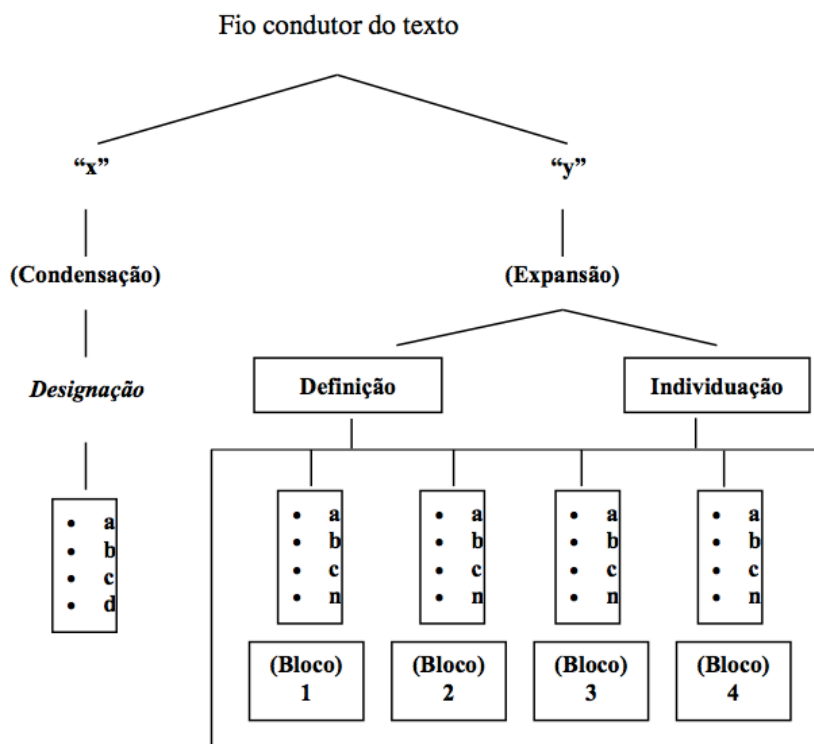 Fio condutor do texto
“x” “y”
(Condensação) (Expansão)
Designação Definição Individuação
• a • a • a • a • a
• b • b • b • b • b
• c • c • c • c • c
• d • n • n • n • n
(Bloco) (Bloco) (Bloco) (Bloco)
1 2 3 4